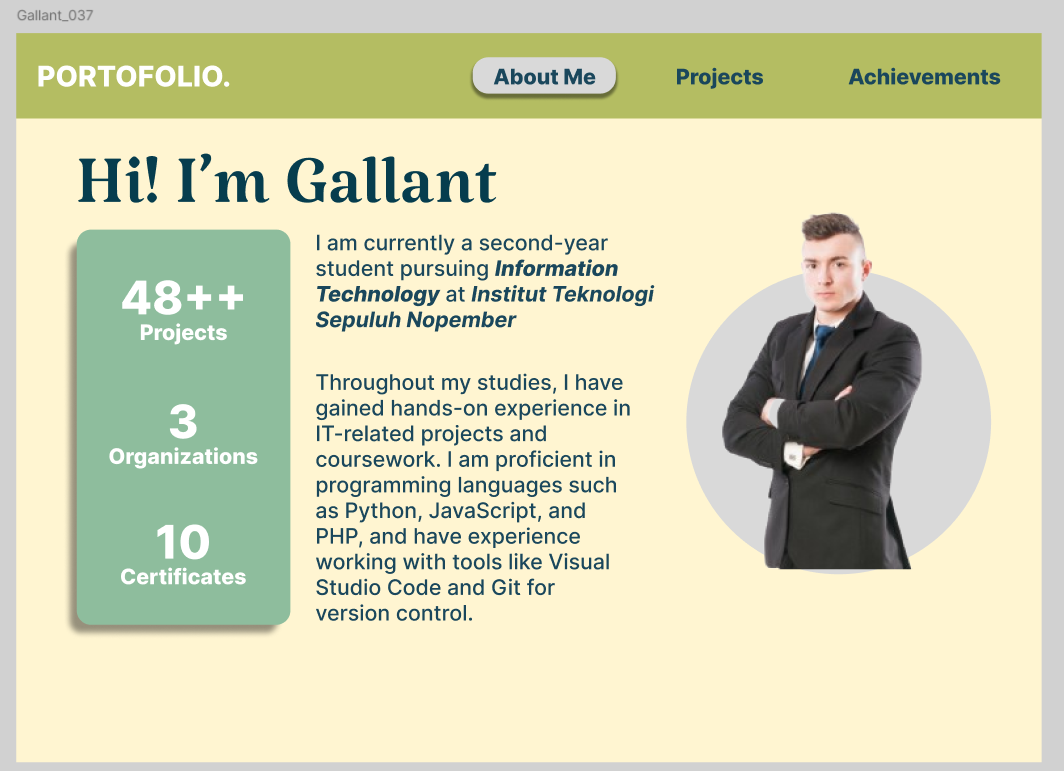 Gallant_037
PORTOFOLIO.
About Me
Projects
Achievements
Hi! I’m Gallant
48++
Projects
3
Organizations
10
Certificates
I am currently a second-year
student pursuing Information
Technology at Institut Teknologi
Sepuluh Nopember
Throughout my studies, I have
gained hands-on experience in
IT-related projects and
coursework. I am proficient in
programming languages such
as Python, JavaScript, and
PHP, and have experience
working with tools like Visual
Studio Code and Git for
version control.